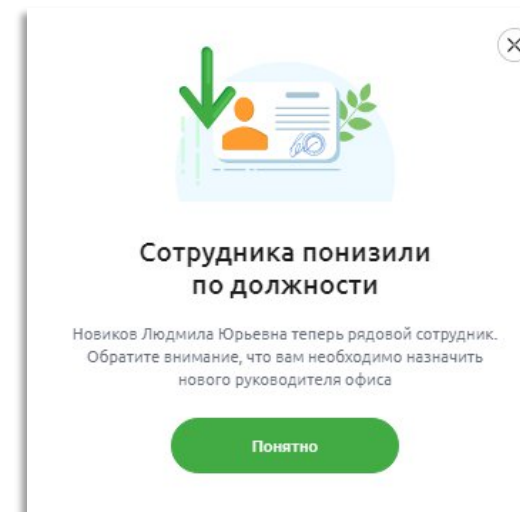 Сотрудника понизили
по должности
Новиков Людмила Юрьевна теперь рядовой сотрудник.
Обратите внимание, что вам необходимо назначить
нового руководителя офиса
Понятно